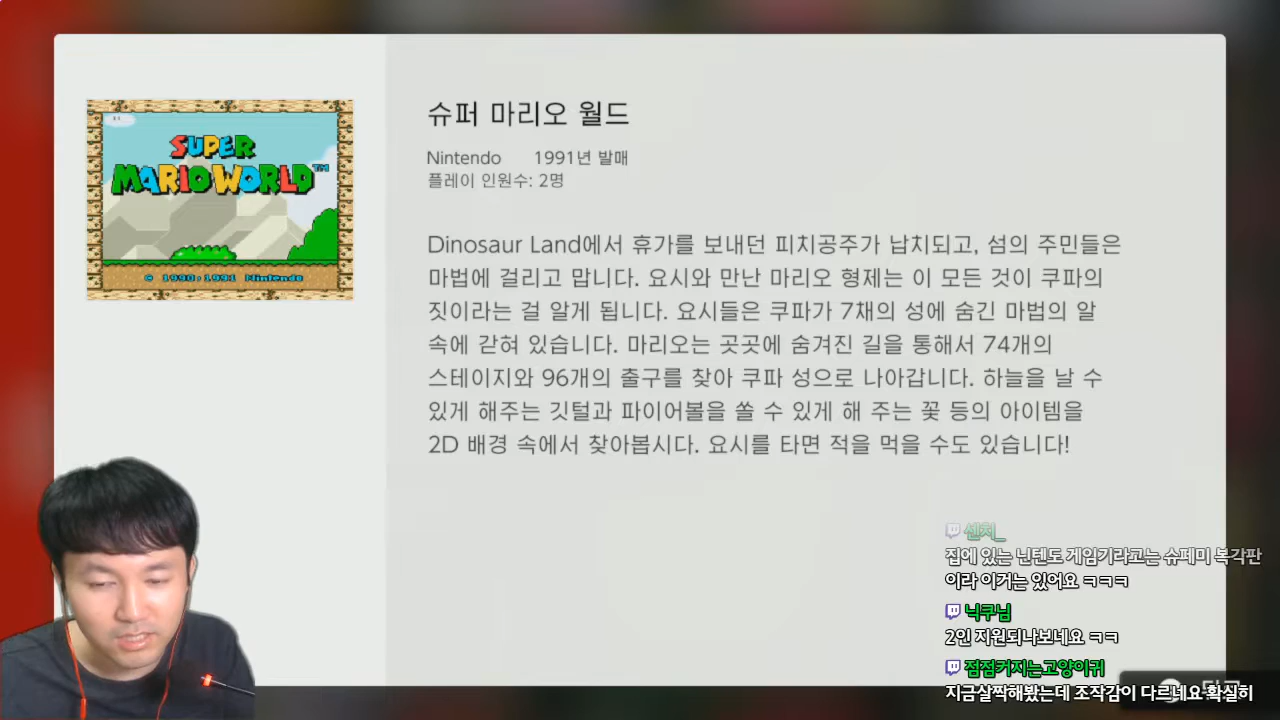 SUPER
MARIO WORLD™
© 1990,1991 Nintendo
슈퍼 마리오 월드
Nintendo 1991년 발매
플레이 인원수: 2명
Dinosaur Land에서 휴가를 보내던 피치공주가 납치되고, 섬의 주민들은
마법에 걸리고 맙니다. 요시와 만난 마리오 형제는 이 모든 것이 쿠파의
짓이라는 걸 알게 됩니다. 요시들은 쿠파가 7채의 성에 숨긴 마법의 알
속에 갇혀 있습니다. 마리오는 곳곳에 숨겨진 길을 통해서 74개의
스테이지와 96개의 출구를 찾아 쿠파 성으로 나아갑니다. 하늘을 날 수
있게 해주는 깃털과 파이어볼을 쏠 수 있게 해 주는 꽃 등의 아이템을
2D 배경 속에서 찾아봅시다. 요시를 타면 적을 먹을 수도 있습니다!
센치_
집에 있는 닌텐도 게임기라고는 슈페미 복각판
이라 이거는 있어요 ㅋㅋㅋ
닉쿠님
2인 지원되나보네요 ㅋㅋ
점점커지는고양이귀
지금살짝해봤는데 조작감이 다르네요 확실히